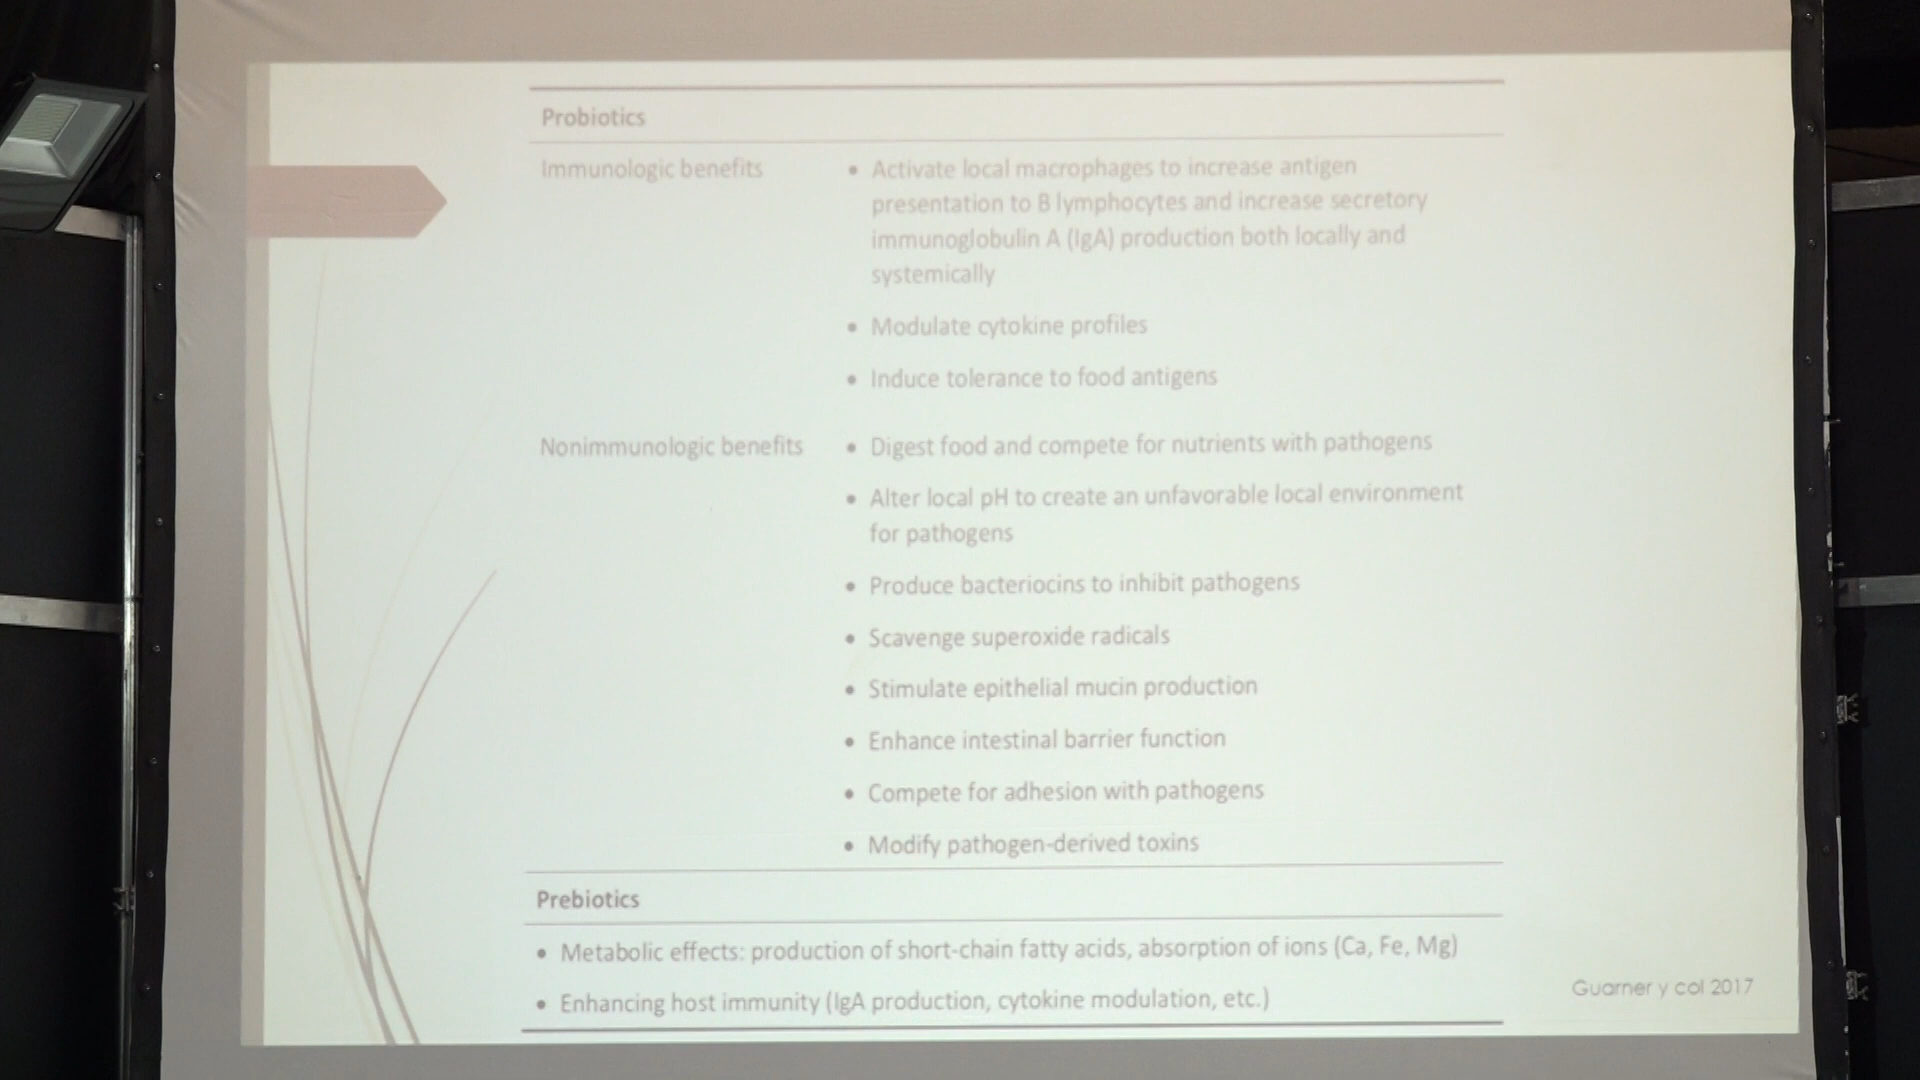 Probiotics
Immunologic benefits
• Activate local macrophages to increase antigen
presentation to B lymphocytes and increase secretory
immunoglobulin A (IgA) production both locally and
systemically
• Modulate cytokine profiles
• Induce tolerance to food antigens
Nonimmunologic benefits
• Digest food and compete for nutrients with pathogens
• Alter local pH to create an unfavorable local environment
for pathogens
• Produce bacteriocins to inhibit pathogens
• Scavenge superoxide radicals
• Stimulate epithelial mucin production
• Enhance intestinal barrier function
• Compete for adhesion with pathogens
• Modify pathogen-derived toxins
Prebiotics
• Metabolic effects: production of short-chain fatty acids, absorption of ions (Ca, Fe, Mg)
• Enhancing host immunity (IgA production, cytokine modulation, etc.)
Guarner y col 2017